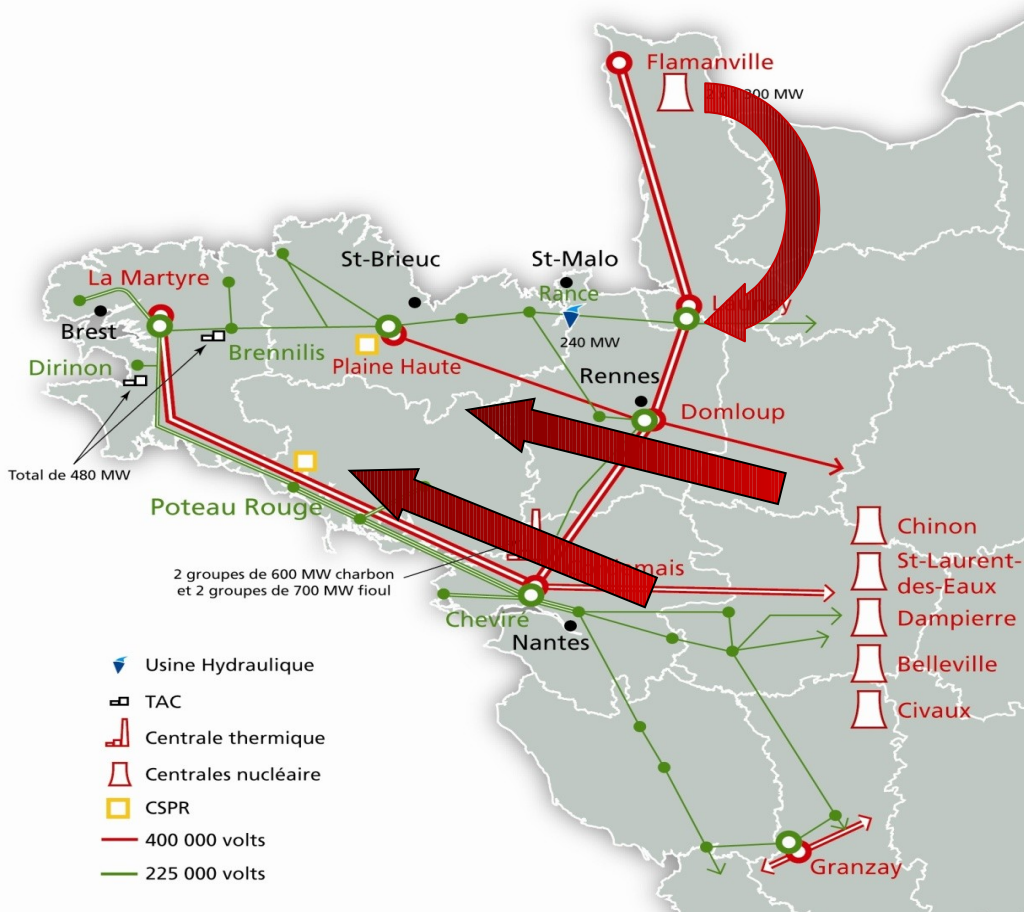 Flamanville
300 MW
St-Brieuc
St-Malo
La Martyre
Rance
Brest
240 MW
Brennilis
Plaine Haute
Dirinon
Rennes
Domloup
Total de 480 MW
Poteau Rouge
Chinon
St-Laurent-
des-Eaux
2 groupes de 600 MW charbon
et 2 groupes de 700 MW fioul
Dampierre
Cheviré
Nantes
Belleville
Civaux
Usine Hydraulique
TAC
Centrale thermique
Centrales nucléaire
CSPR
400 000 volts
225 000 volts
Granzay